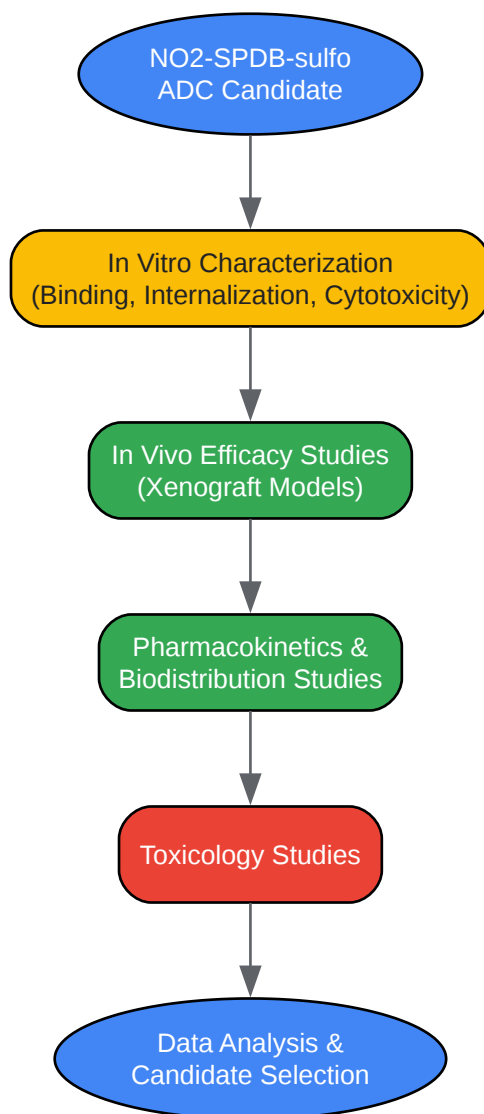 NO2-SPDB-sulfo
ADC Candidate
In Vitro Characterization
(Binding, Internalization, Cytotoxicity)
In Vivo Efficacy Studies
(Xenograft Models)
Pharmacokinetics &
Biodistribution Studies
Toxicology Studies
Data Analysis &
Candidate Selection